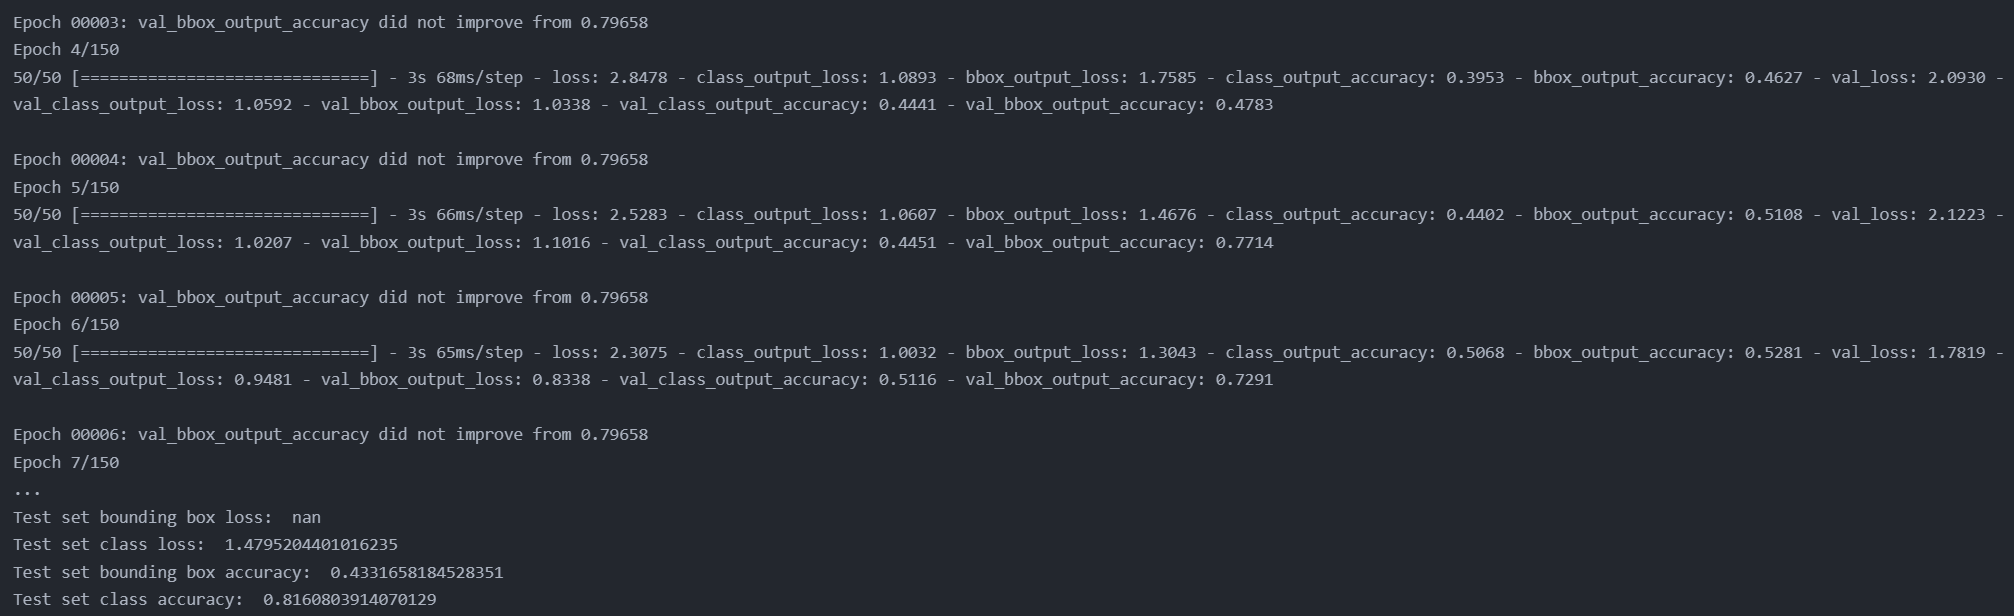 Epoch 00003: val_bbox_output_accuracy did not improve from 0.79658
Epoch 4/150
50/50 [==============================] - 3s 68ms/step - loss: 2.8478 - class_output_loss: 1.0893 - bbox_output_loss: 1.7585 - class_output_accuracy: 0.3953 - bbox_output_accuracy: 0.4627 - val_loss: 2.0930 -
val_class_output_loss: 1.0592 - val_bbox_output_loss: 1.0338 - val_class_output_accuracy: 0.4441 - val_bbox_output_accuracy: 0.4783
Epoch 00004: val_bbox_output_accuracy did not improve from 0.79658
Epoch 5/150
50/50 [==============================] - 3s 66ms/step - loss: 2.5283 - class_output_loss: 1.0607 - bbox_output_loss: 1.4676 - class_output_accuracy: 0.4402 - bbox_output_accuracy: 0.5108 - val_loss: 2.1223 -
val_class_output_loss: 1.0207 - val_bbox_output_loss: 1.1016 - val_class_output_accuracy: 0.4451 - val_bbox_output_accuracy: 0.7714
Epoch 00005: val_bbox_output_accuracy did not improve from 0.79658
Epoch 6/150
50/50 [==============================] - 3s 65ms/step - loss: 2.3075 - class_output_loss: 1.0032 - bbox_output_loss: 1.3043 - class_output_accuracy: 0.5068 - bbox_output_accuracy: 0.5281 - val_loss: 1.7819 -
val_class_output_loss: 0.9481 - val_bbox_output_loss: 0.8338 - val_class_output_accuracy: 0.5116 - val_bbox_output_accuracy: 0.7291
Epoch 00006: val_bbox_output_accuracy did not improve from 0.79658
Epoch 7/150
...
Test set bounding box loss:  nan
Test set class loss:  1.4795204401016235
Test set bounding box accuracy:  0.4331658184528351
Test set class accuracy:  0.8160803914070129